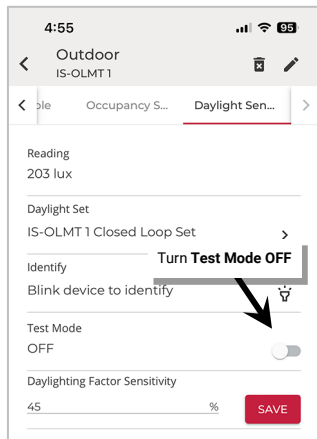 4:55
95
Outdoor
IS-OLMT 1
Occupancy S...
Daylight Sen...
Reading
203 lux
Daylight Set
IS-OLMT 1 Closed Loop Set
Turn Test Mode OFF
Identify
Blink device to identify
Test Mode
OFF
Daylighting Factor Sensitivity
45 %
SAVE